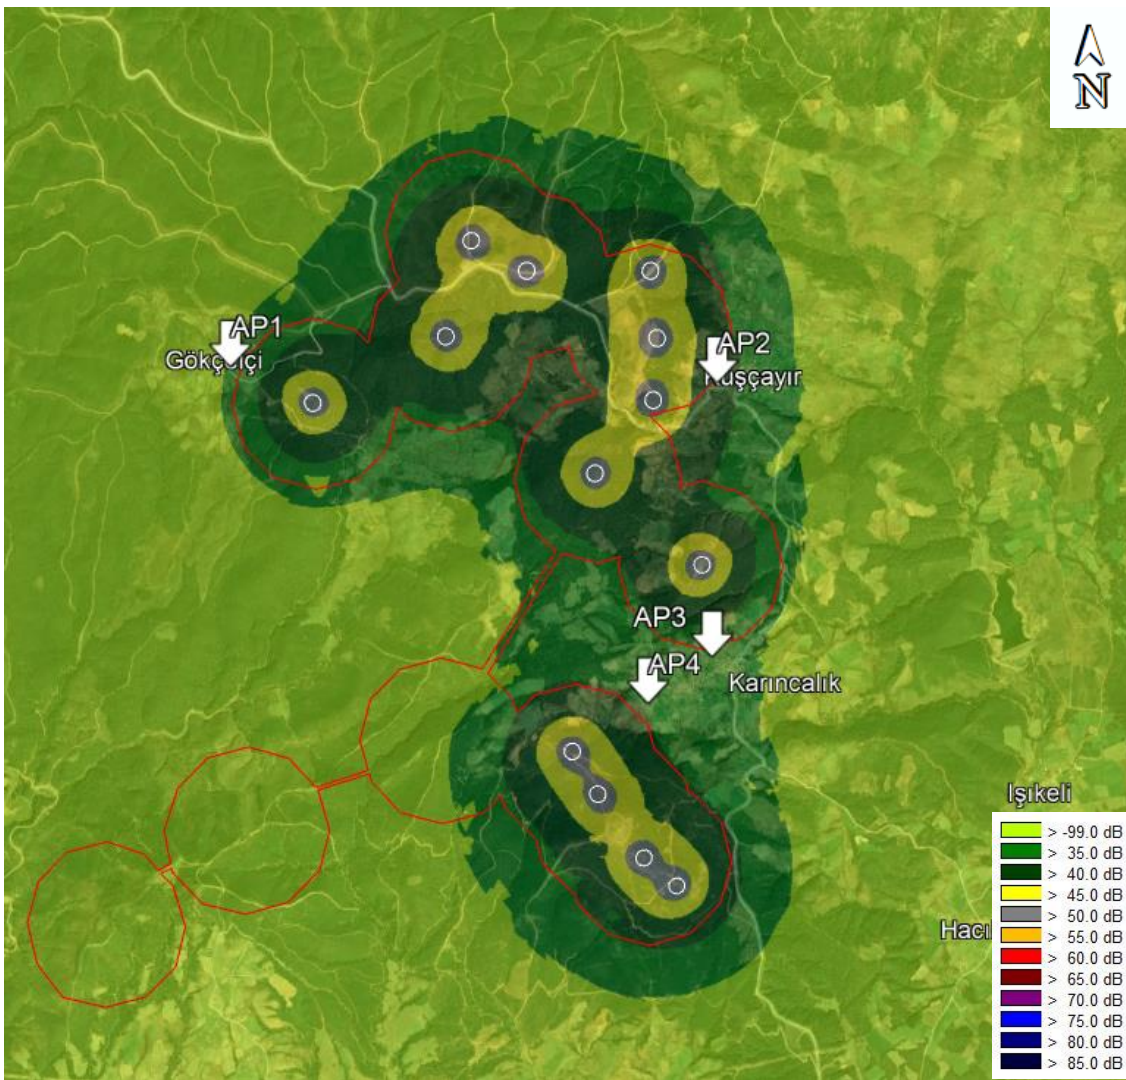 N
AP1
Gökçeiçi
AP2
Kuşçayır
AP3
AP4
Karıncalık
Işıkeli
> -99.0 dB
> 35.0 dB
> 40.0 dB
> 45.0 dB
> 50.0 dB
> 55.0 dB
> 60.0 dB
> 65.0 dB
> 70.0 dB
> 75.0 dB
> 80.0 dB
> 85.0 dB